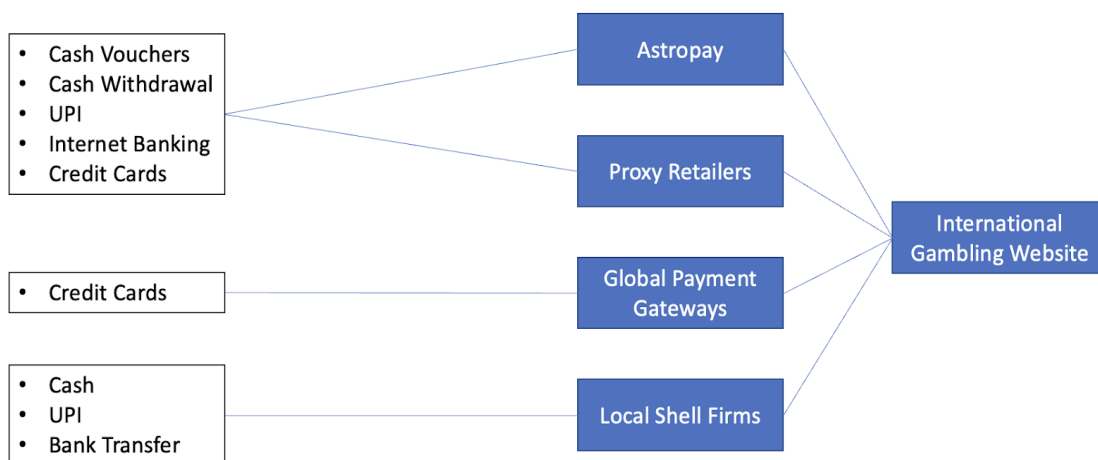 • Cash Vouchers
• Cash Withdrawal
• UPI
• Internet Banking
• Credit Cards
Astropay
Proxy Retailers
International
Gambling Website
• Credit Cards
Global Payment
Gateways
• Cash
• UPI
• Bank Transfer
Local Shell Firms